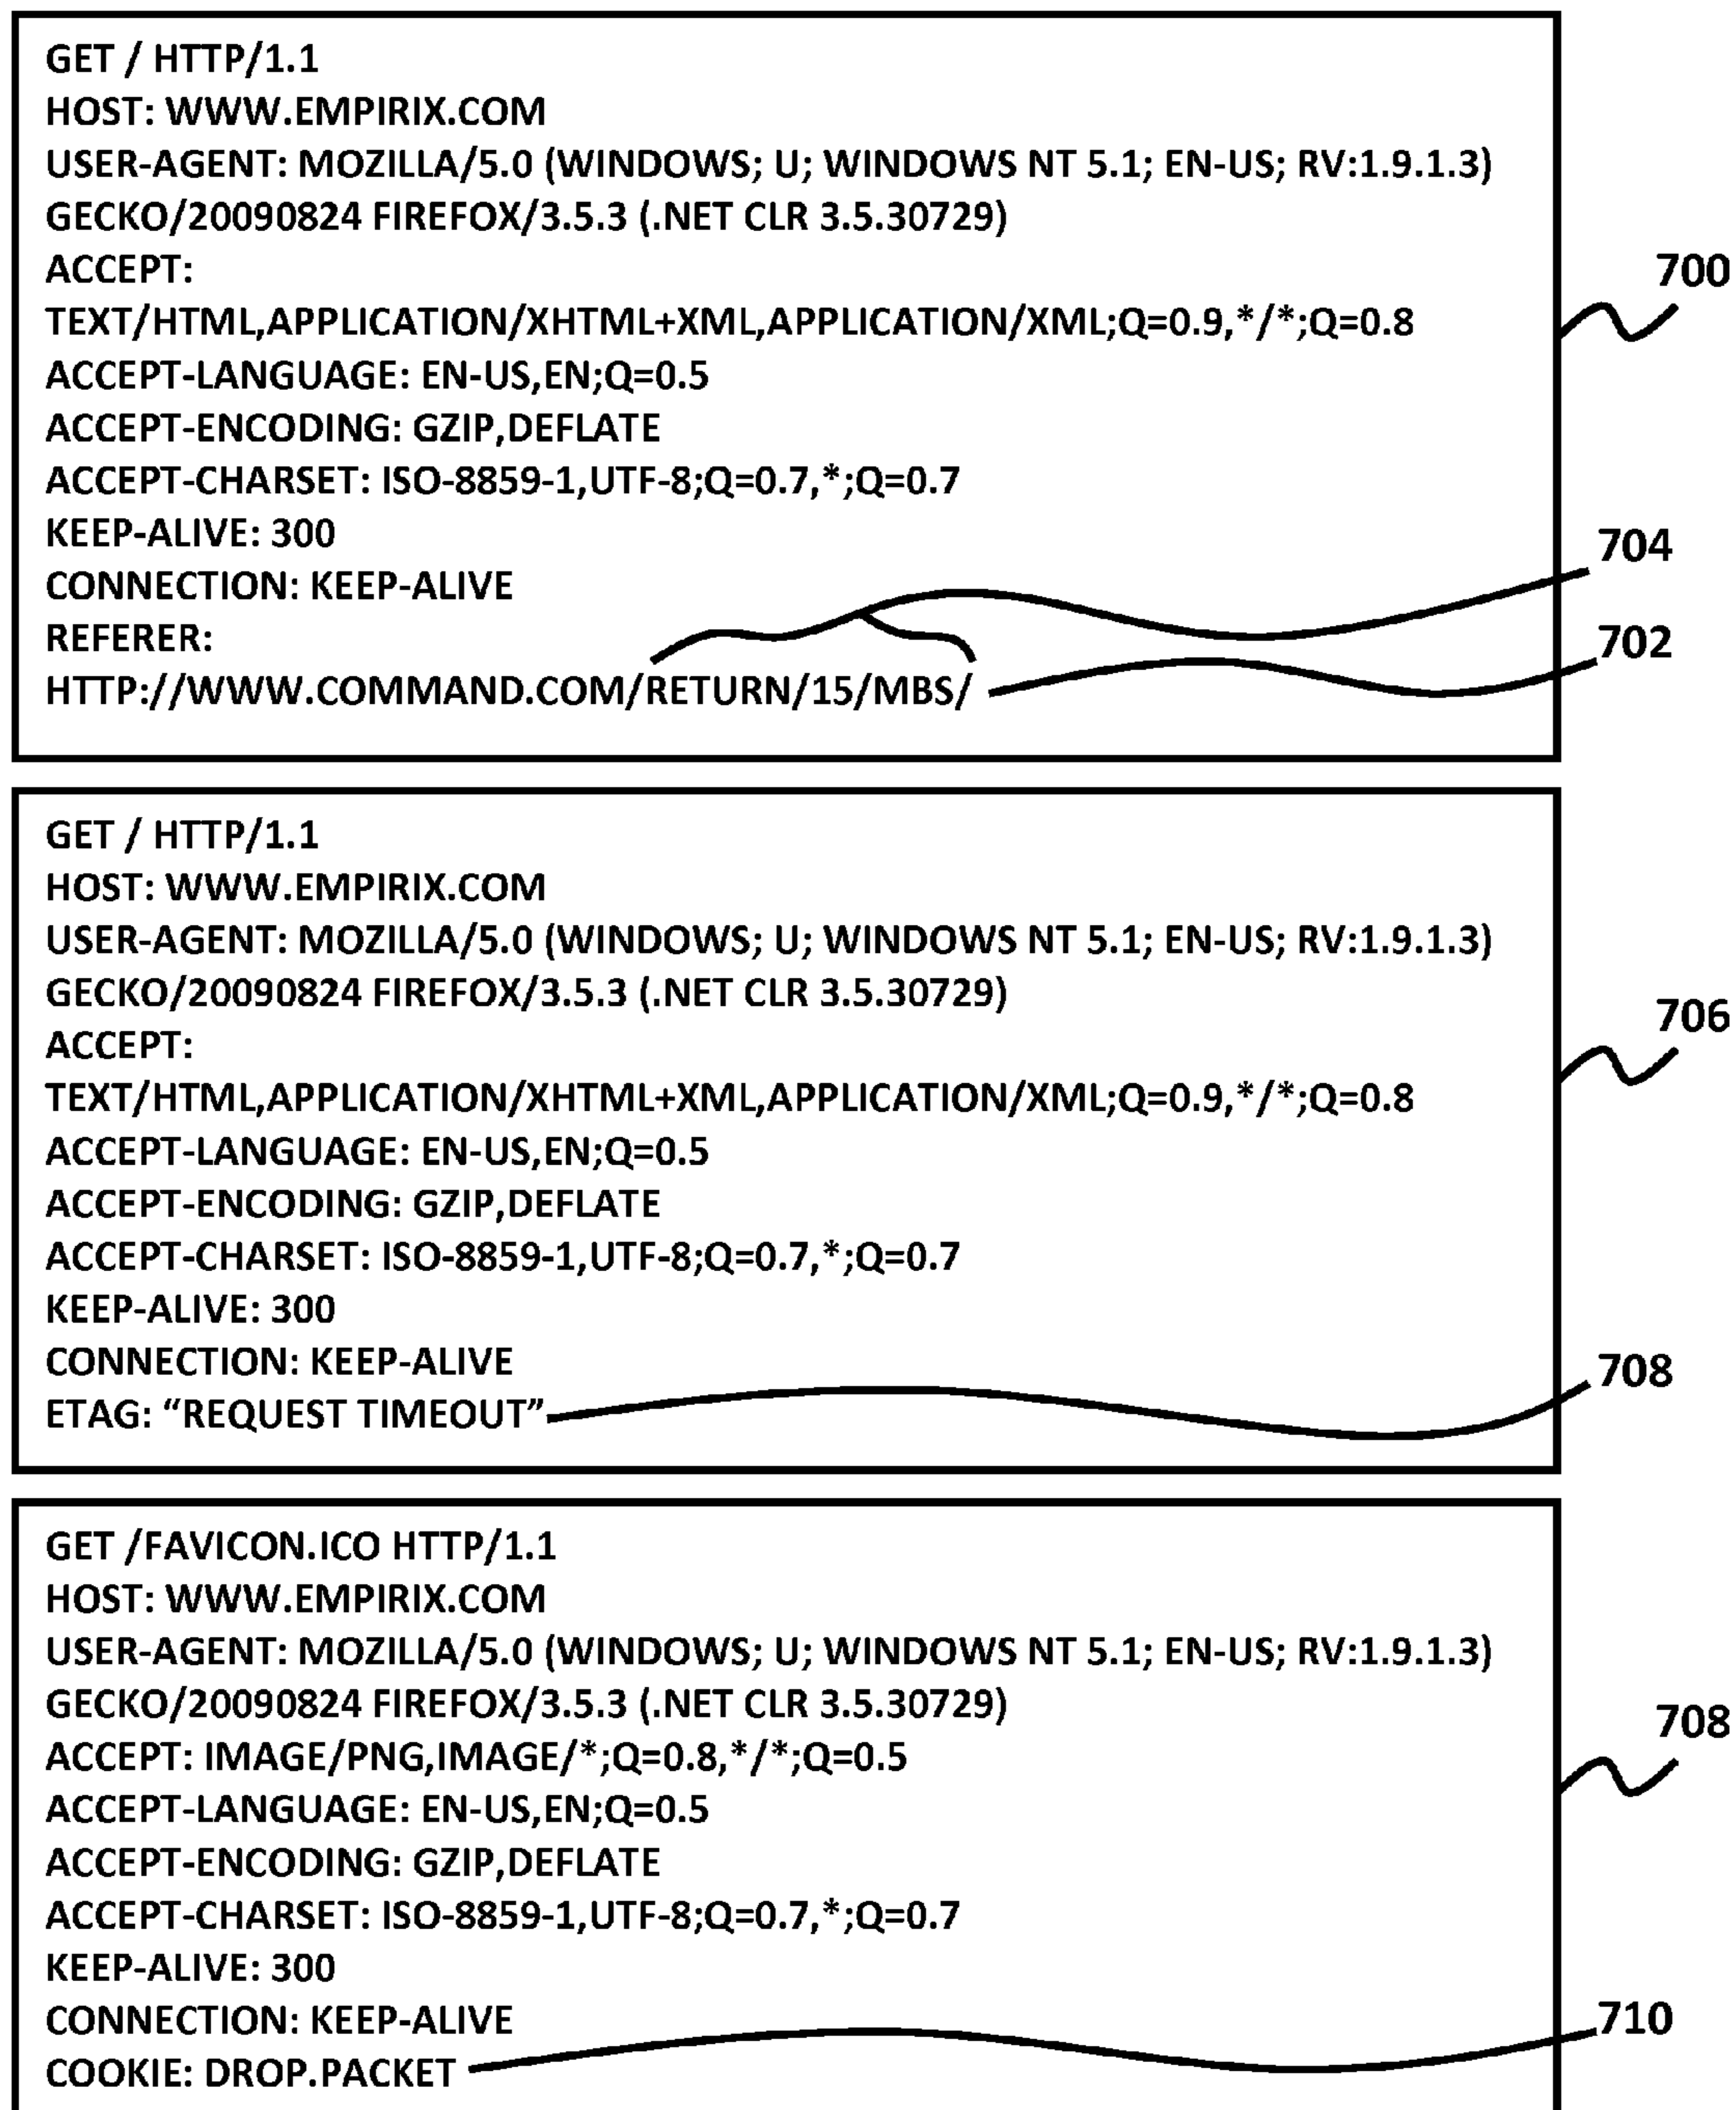 GET / HTTP/1.1
HOST: WWW.EMPIRIX.COM
USER-AGENT: MOZILLA/5.0 (WINDOWS; U; WINDOWS NT 5.1; EN-US; RV:1.9.1.3)
GECKO/20090824 FIREFOX/3.5.3 (.NET CLR 3.5.30729)
ACCEPT:
700
TEXT/HTML,APPLICATION/XHTML+XML,APPLICATION/XML;Q=0.9,*/*;Q=0.8
ACCEPT-LANGUAGE: EN-US,EN;Q=0.5
ACCEPT-ENCODING: GZIP,DEFLATE
ACCEPT-CHARSET: ISO-8859-1,UTF-8;Q=0.7,*;Q=0.7
KEEP-ALIVE: 300
704
CONNECTION: KEEP-ALIVE
REFERER:
702
HTTP://WWW.COMMAND.COM/RETURN/15/MBS/
GET / HTTP/1.1
HOST: WWW.EMPIRIX.COM
USER-AGENT: MOZILLA/5.0 (WINDOWS; U; WINDOWS NT 5.1; EN-US; RV:1.9.1.3)
GECKO/20090824 FIREFOX/3.5.3 (.NET CLR 3.5.30729)
706
ACCEPT:
TEXT/HTML,APPLICATION/XHTML+XML,APPLICATION/XML;Q=0.9,*/*;Q=0.8
ACCEPT-LANGUAGE: EN-US,EN;Q=0.5
ACCEPT-ENCODING: GZIP,DEFLATE
ACCEPT-CHARSET: ISO-8859-1,UTF-8;Q=0.7,*;Q=0.7
KEEP-ALIVE: 300
CONNECTION: KEEP-ALIVE
708
ETAG: “REQUEST TIMEOUT”
GET /FAVICON.ICO HTTP/1.1
HOST: WWW.EMPIRIX.COM
USER-AGENT: MOZILLA/5.0 (WINDOWS; U; WINDOWS NT 5.1; EN-US; RV:1.9.1.3)
GECKO/20090824 FIREFOX/3.5.3 (.NET CLR 3.5.30729)
708
ACCEPT: IMAGE/PNG,IMAGE/*;Q=0.8,*/*;Q=0.5
ACCEPT-LANGUAGE: EN-US,EN;Q=0.5
ACCEPT-ENCODING: GZIP,DEFLATE
ACCEPT-CHARSET: ISO-8859-1,UTF-8;Q=0.7,*;Q=0.7
KEEP-ALIVE: 300
CONNECTION: KEEP-ALIVE
710
COOKIE: DROP.PACKET